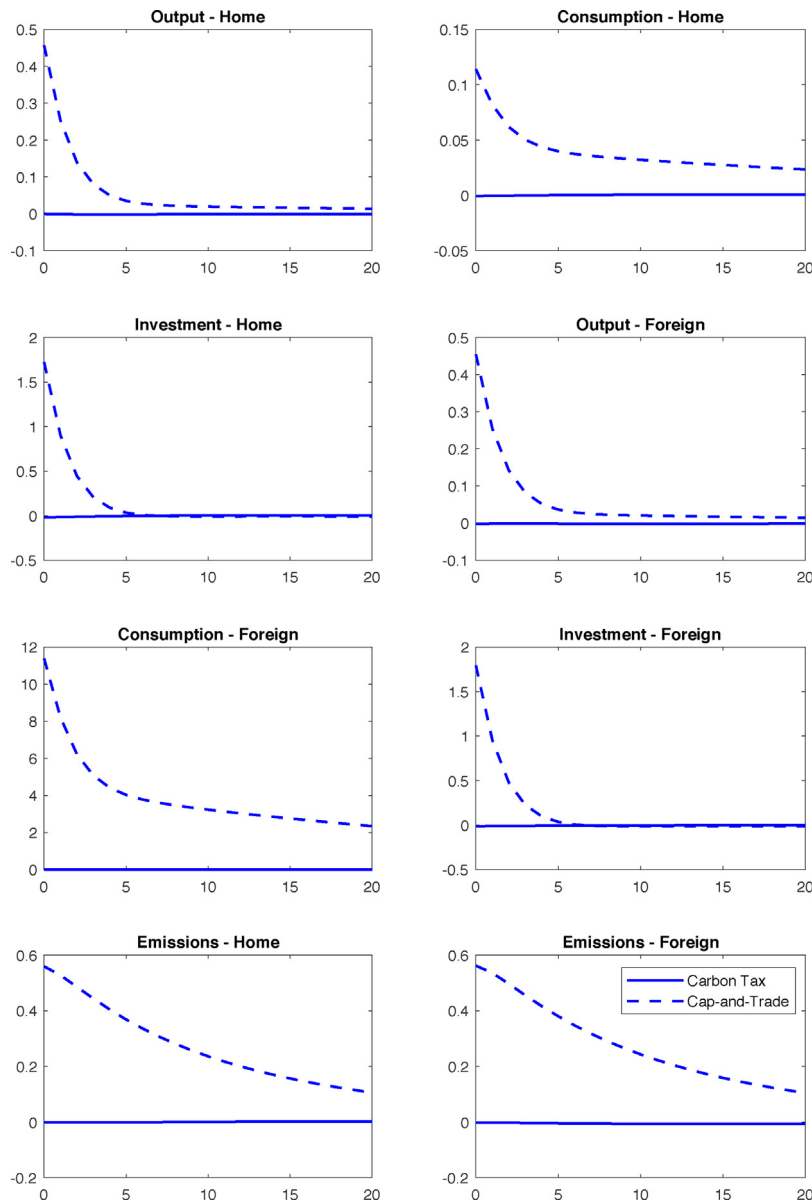 Output - Home
0.5
0.4
0.3
0.2
0.1
0
-0.1
0 5 10 15 20
Consumption - Home
0.15
0.1
0.05
0
-0.05
0 5 10 15 20
Investment - Home
2
1.5
1
0.5
0
-0.5
0 5 10 15 20
Output - Foreign
0.5
0.4
0.3
0.2
0.1
0
-0.1
0 5 10 15 20
Consumption - Foreign
12
10
8
6
4
2
0
0 5 10 15 20
Investment - Foreign
2
1.5
1
0.5
0
-0.5
0 5 10 15 20
Emissions - Home
0.6
0.4
0.2
0
-0.2
0 5 10 15 20
Emissions - Foreign
0.6
0.4
0.2
0
-0.2
0 5 10 15 20
Carbon Tax
Cap-and-Trade